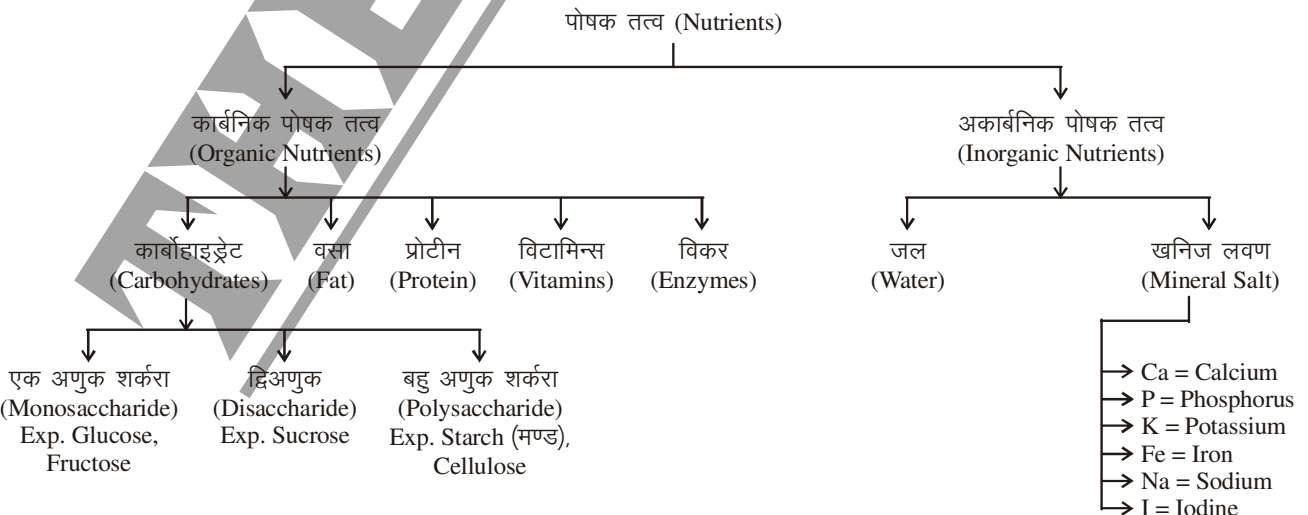 पोषक तत्व (Nutrients)
कार्बनिक पोषक तत्व
(Organic Nutrients)
अकार्बनिक पोषक तत्व
(Inorganic Nutrients)
कार्बोहाइड्रेट
(Carbohydrates)
वसा
(Fat)
प्रोटीन
(Protein)
विटामिन्स
(Vitamins)
विकर
(Enzymes)
जल
(Water)
खनिज लवण
(Mineral Salt)
एक अणुक शर्करा
(Monosaccharide)
Exp. Glucose,
Fructose
द्विअणुक
(Disaccharide)
Exp. Sucrose
बहु अणुक शर्करा
(Polysaccharide)
Exp. Starch (मण्ड),
Cellulose
Ca = Calcium
P = Phosphorus
K = Potassium
Fe = Iron
Na = Sodium
I = Iodine